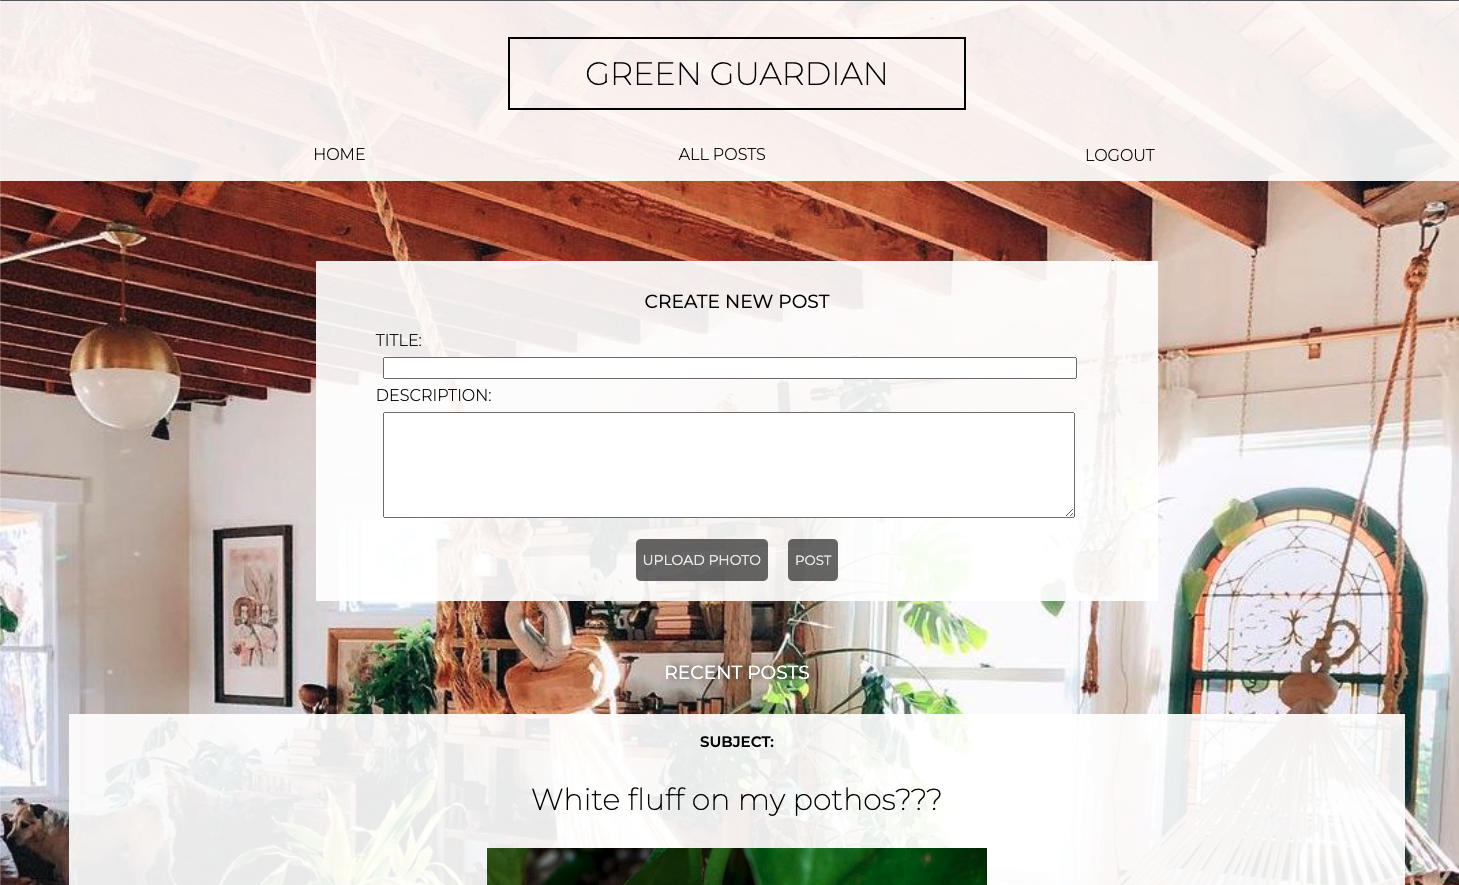 GREEN GUARDIAN
HOME ALL POSTS LOGOUT
CREATE NEW POST
TITLE:
DESCRIPTION:
UPLOAD PHOTO POST
RECENT POSTS
SUBJECT:
White fluff on my pothos???